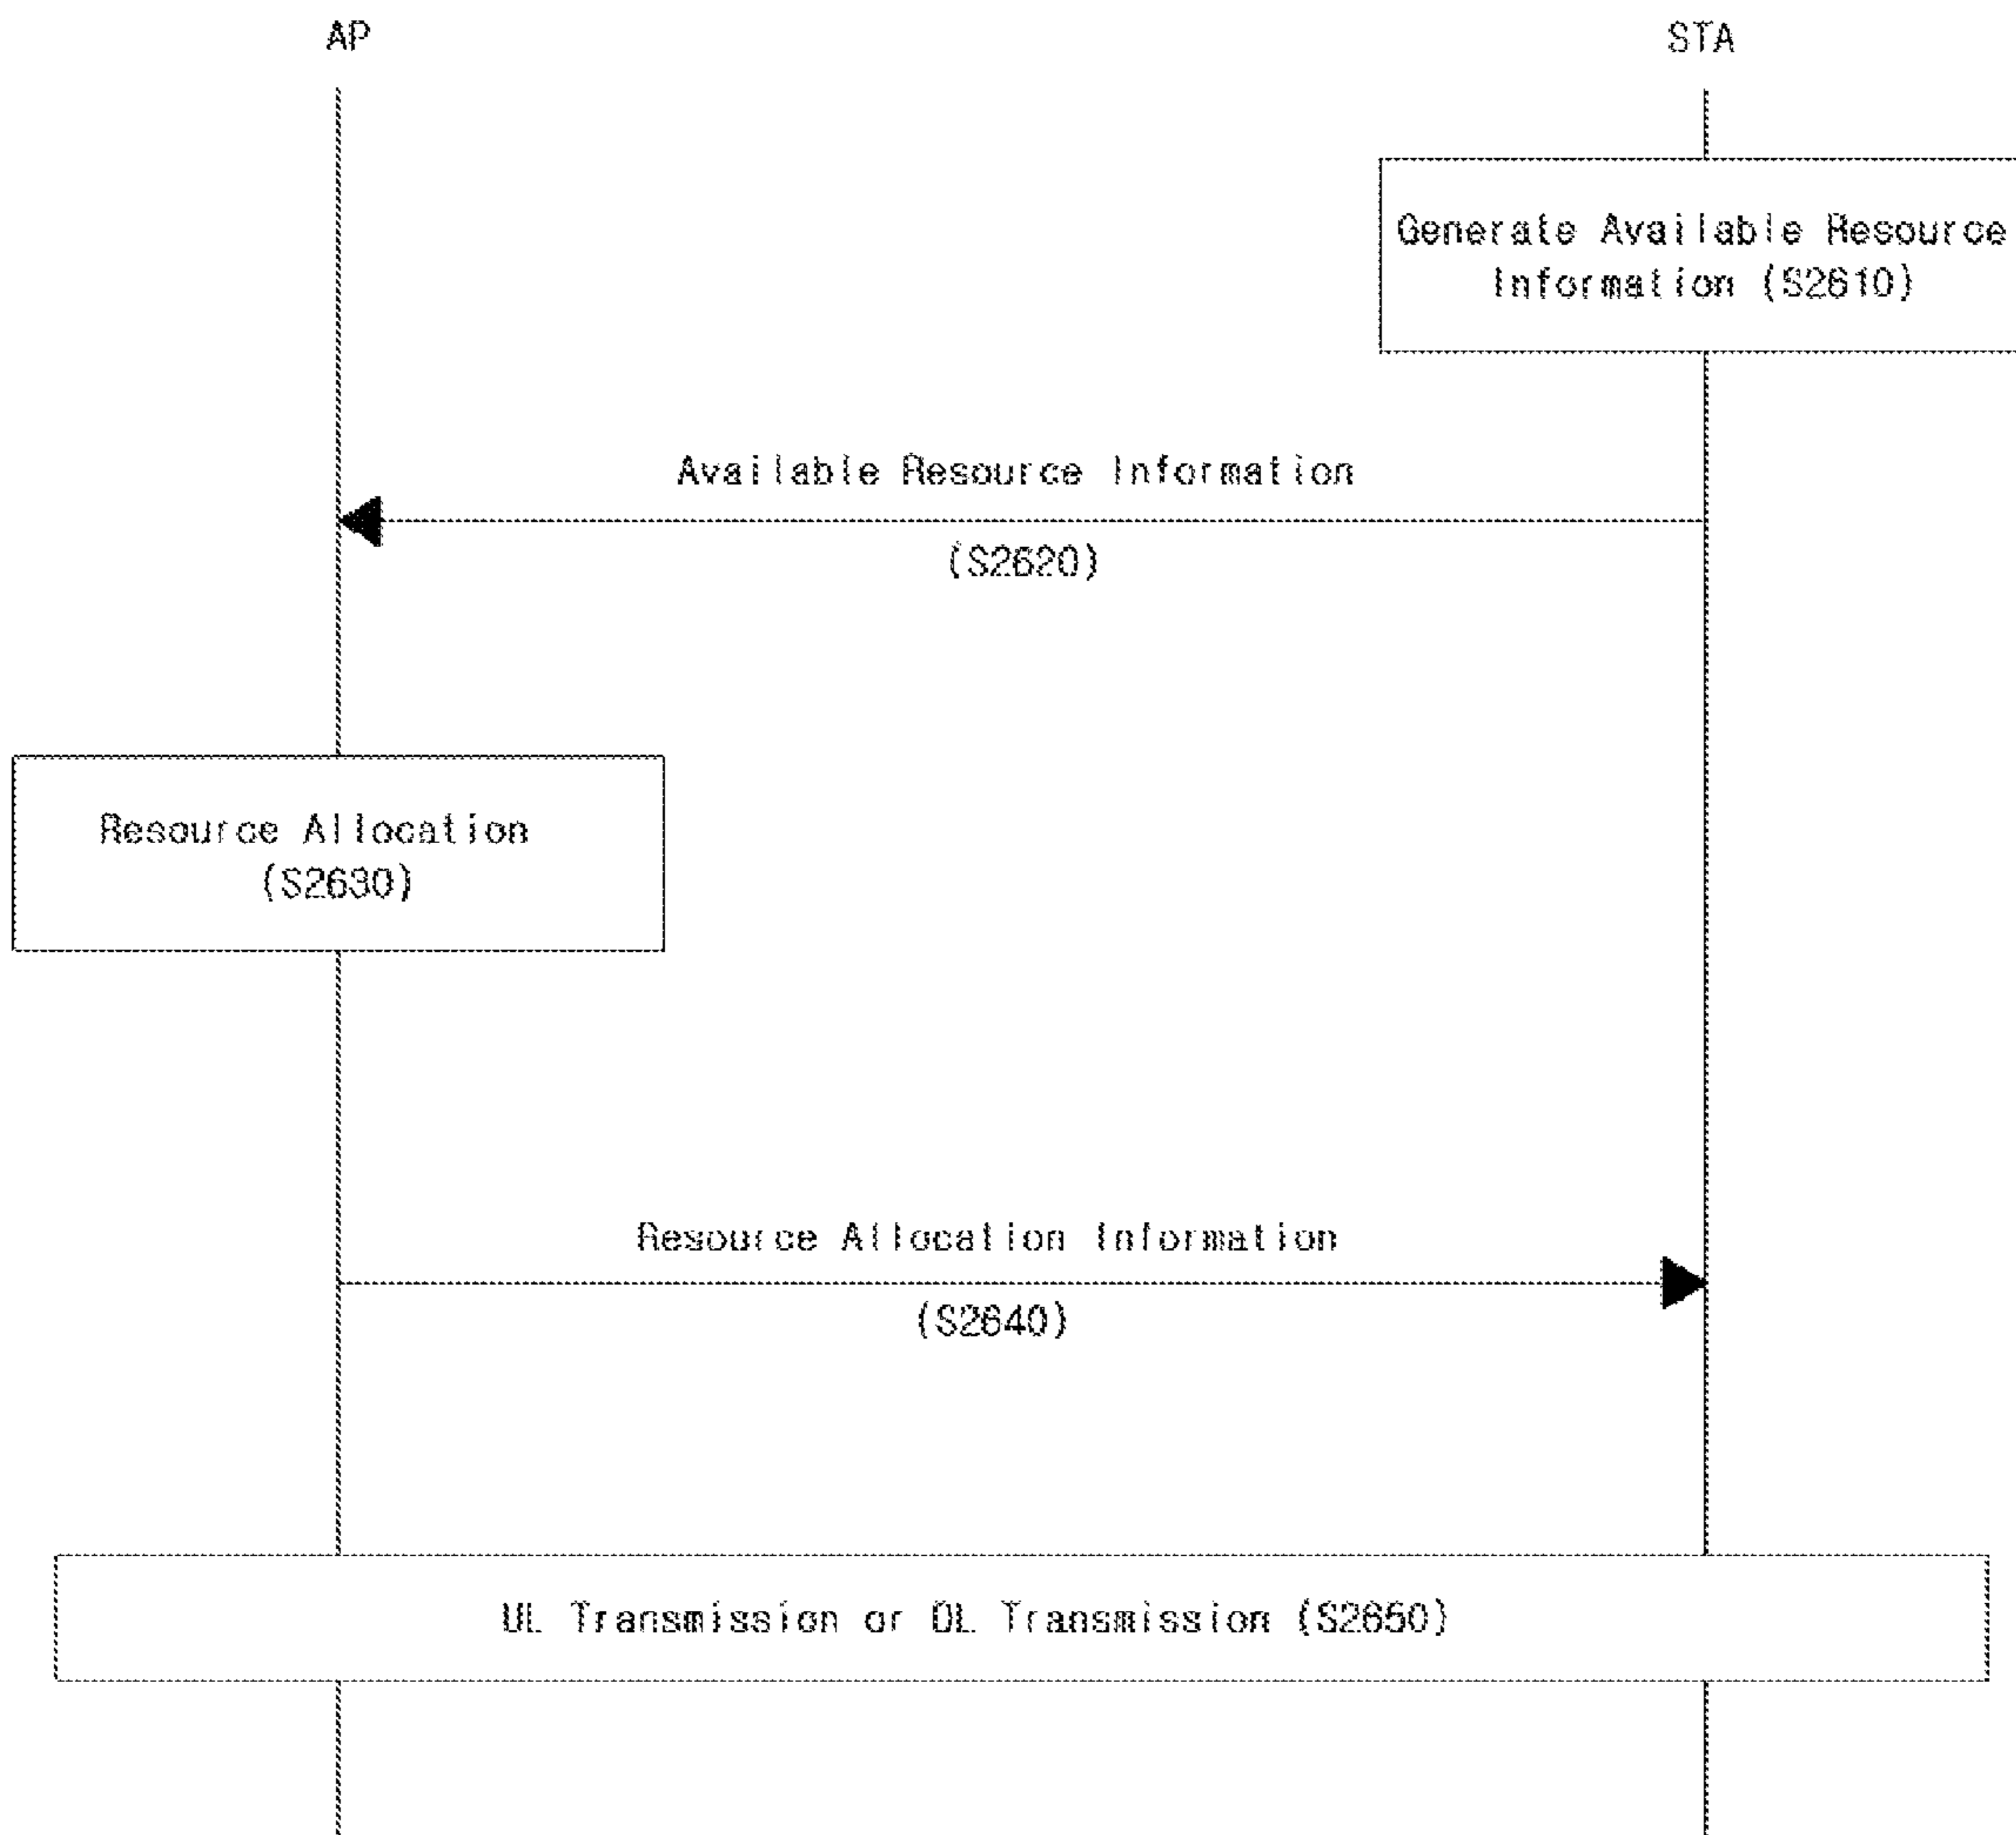 AP
STA
Generate Available Resource
Information (S2610)
Available Resource Information
(S2620)
Resource Allocation
(S2630)
Resource Allocation Information
(S2640)
UL Transmission or DL Transmission (S2650)